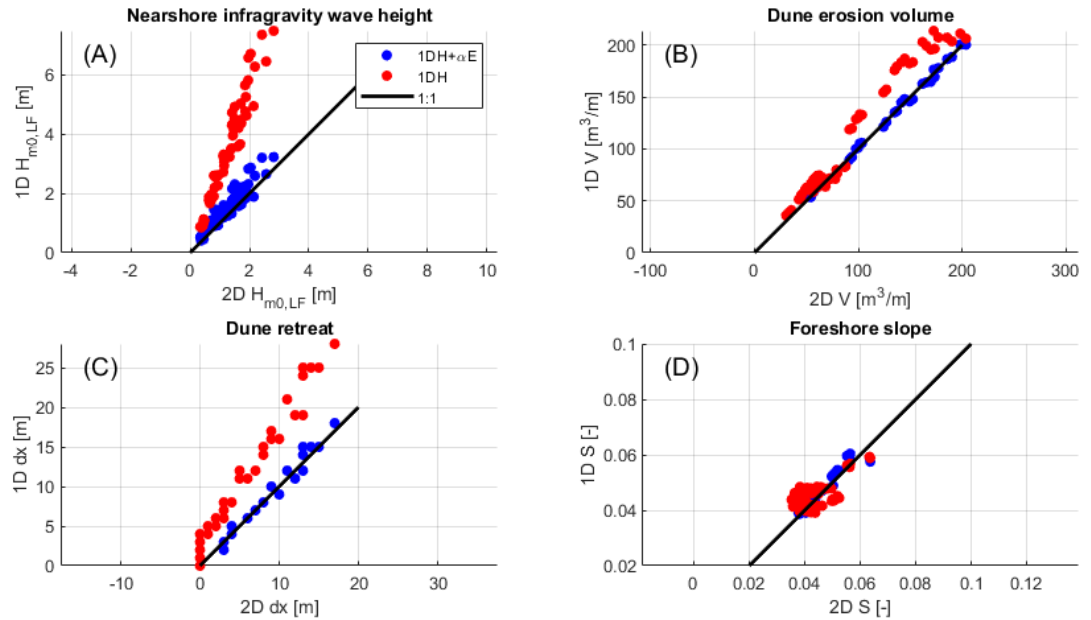 Nearshore infragravity wave height
(A)
1DH+αE
1DH
1:1
6
4
2
0
-4 -2 0 2 4 6 8 10
1D H_m0,LF [m]
2D H_m0,LF [m]
Dune erosion volume
(B)
200
150
100
50
0
-100 0 100 200 300
1D V [m³/m]
2D V [m³/m]
Dune retreat
(C)
25
20
15
10
5
0
-10 0 10 20 30
1D dx [m]
2D dx [m]
Foreshore slope
(D)
0.1
0.08
0.06
0.04
0.02
0 0.02 0.04 0.06 0.08 0.1 0.12
1D S [-]
2D S [-]